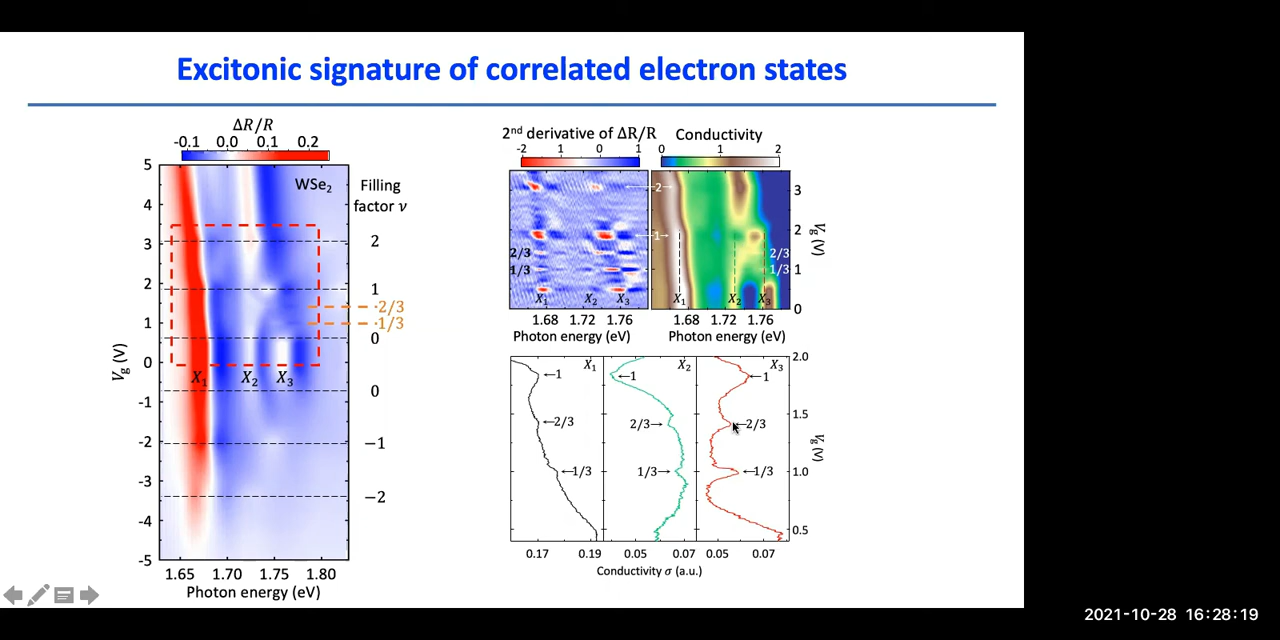 Excitonic signature of correlated electron states
ΔR/R
-0.1 0.0 0.1 0.2
WSe₂
Filling
factor ν
5
4
3
2
1
0
-1
-2
-3
-4
-5
V_g (V)
2
1
2/3
1/3
0
0
−1
−2
X₁ X₂ X₃
1.65 1.70 1.75 1.80
Photon energy (eV)
2ⁿᵈ derivative of ΔR/R
-2 1 0 1
2
1
2/3
1/3
X₁ X₂ X₃
1.68 1.72 1.76
Photon energy (eV)
Conductivity
0 1 2
2/3
1/3
X₁ X₂ X₃
3
2
1
0
V_g (V)
1.68 1.72 1.76
Photon energy (eV)
X₁
←1
←2/3
←1/3
0.17 0.19
X₂
←1
2/3→
1/3→
0.05 0.07
X₃
←1
←2/3
←1/3
0.05 0.07
2.0
1.5
1.0
0.5
V_g (V)
Conductivity σ (a.u.)
2021-10-28 16:28:19